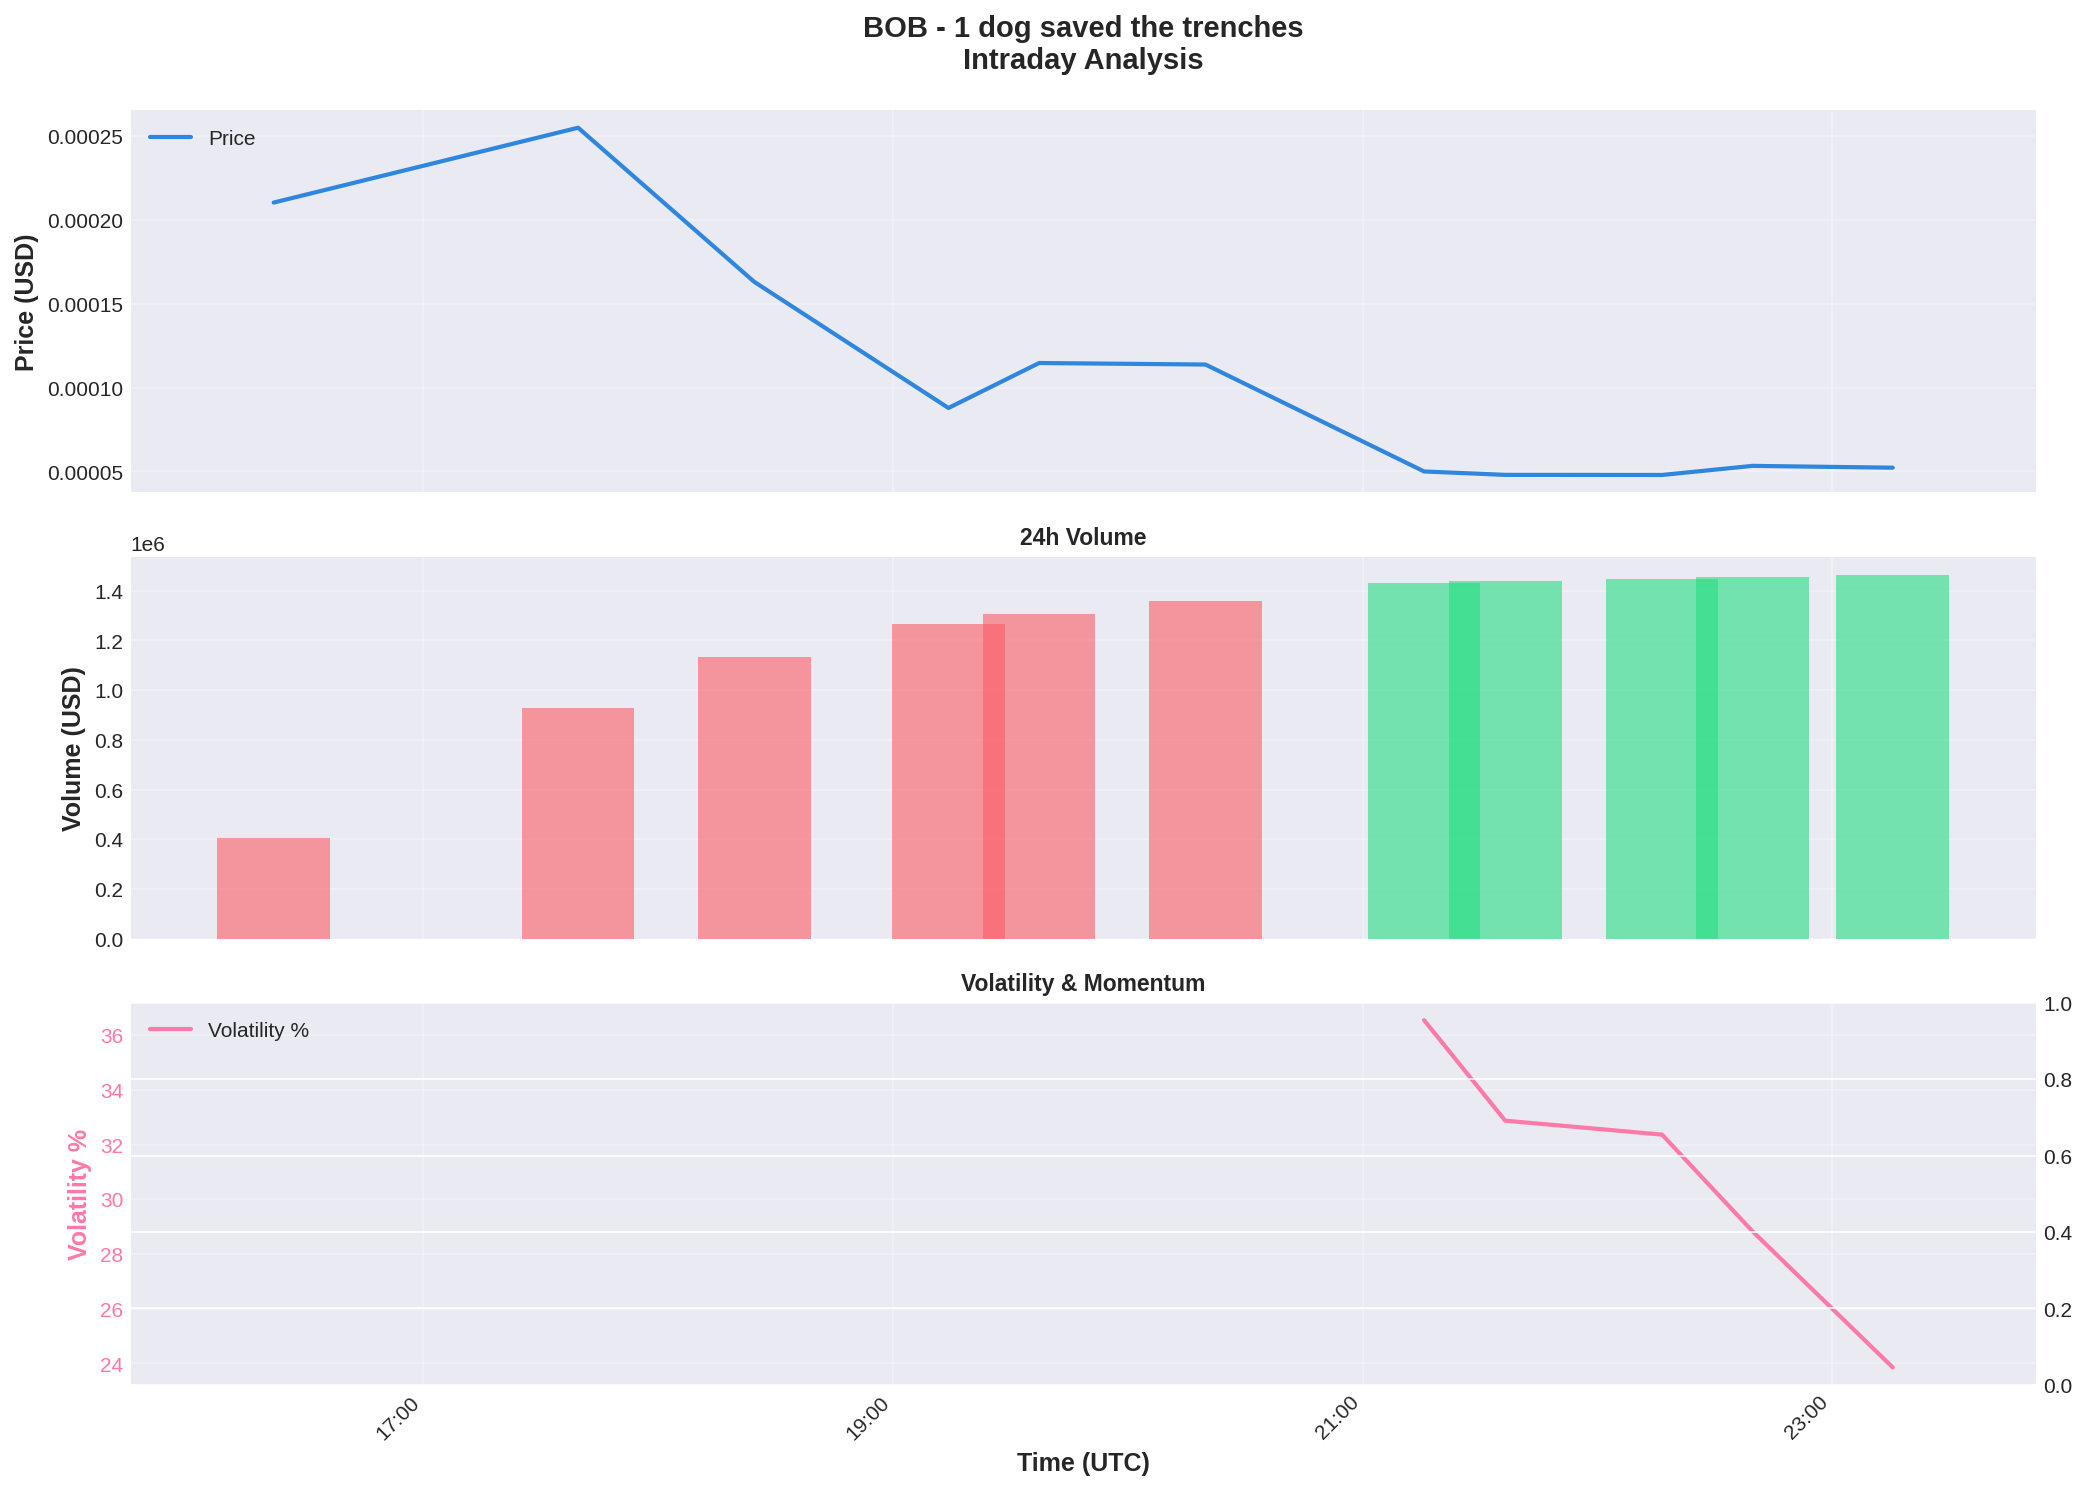 BOB - 1 dog saved the trenches
Intraday Analysis
Price
0.00025
0.00020
0.00015
0.00010
0.00005
Price (USD)
24h Volume
1e6
1.4
1.2
1.0
0.8
0.6
0.4
0.2
0.0
Volume (USD)
Volatility & Momentum
Volatility %
36
34
32
30
28
26
24
Volatility %
1.0
0.8
0.6
0.4
0.2
0.0
17:00
19:00
21:00
23:00
Time (UTC)